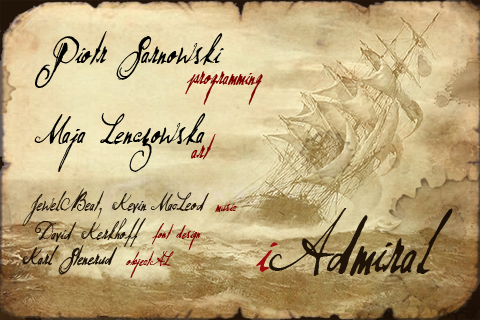 Piotr Sarnowski
programming
Maja Lenczowska
art
JewelBeat, Kevin MacLeod music
David Kerkhoff font design
Karl Stenerud objectAL
iAdmiral